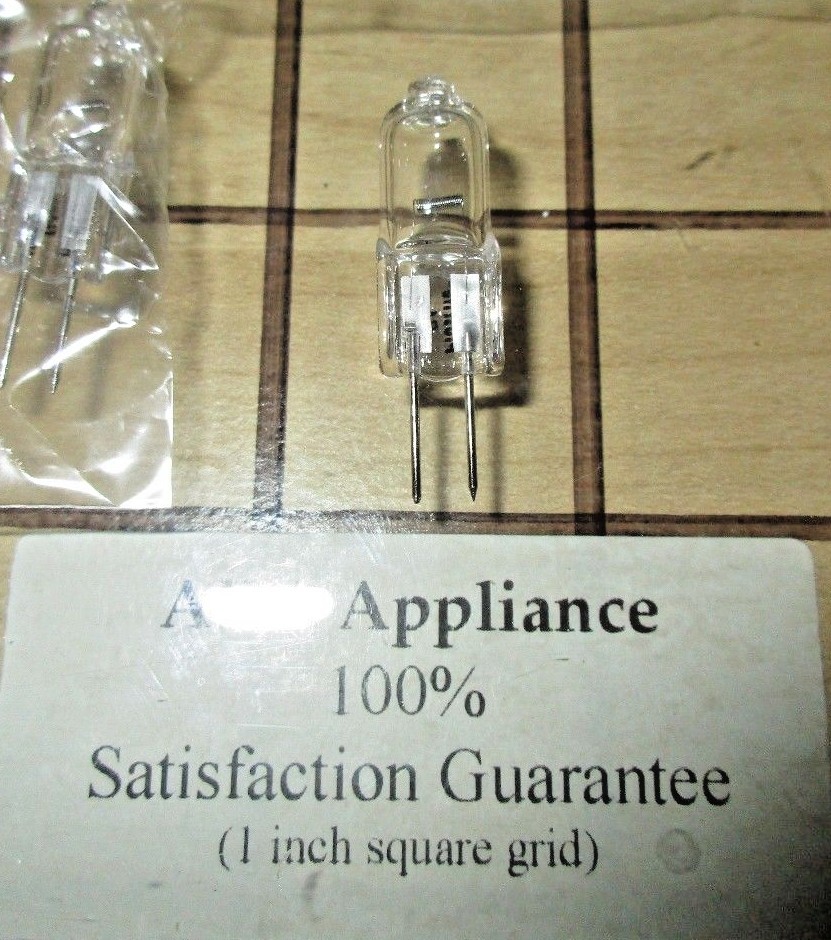 Appliance
100%
Satisfaction Guarantee
(1 inch square grid)